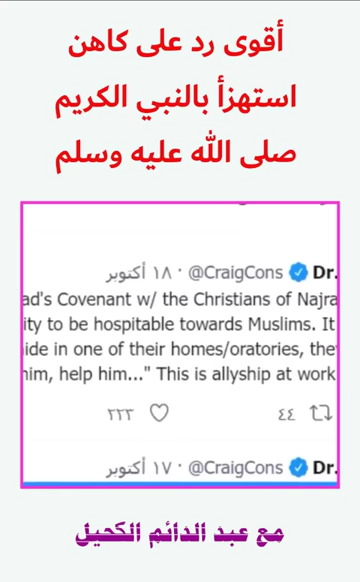 أقوى رد على كاهن
استهزأ بالنبي الكريم
صلى الله عليه وسلم
Dr. @CraigCons · ١٨ أكتوبر
ad's Covenant w/ the Christians of Najra
ity to be hospitable towards Muslims. It
ide in one of their homes/oratories, the
him, help him..." This is allyship at work
٢٢٣ ٤٤
Dr. @CraigCons · ١٧ أكتوبر
مع عبد الدائم الكحيل